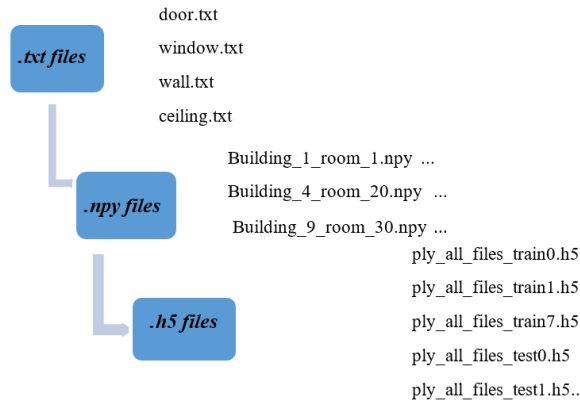 door.txt
.txt files
window.txt
wall.txt
ceiling.txt
Building_1_room_1.npy ...
Building_4_room_20.npy ...
.npy files
Building_9_room_30.npy ...
ply_all_files_train0.h5
ply_all_files_train1.h5
.h5 files
ply_all_files_train7.h5
ply_all_files_test0.h5
ply_all_files_test1.h5..